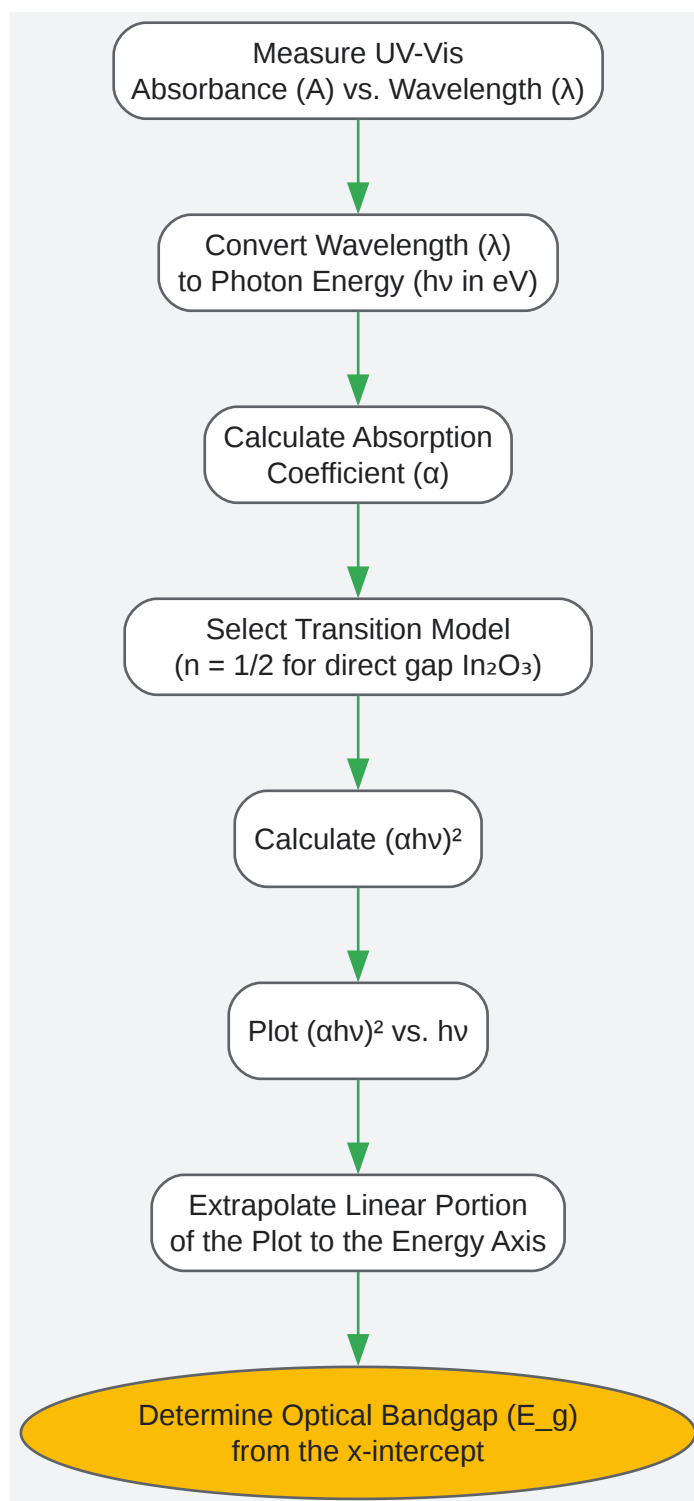 Measure UV-Vis
Absorbance (A) vs. Wavelength (λ)
Convert Wavelength (λ)
to Photon Energy (hν in eV)
Calculate Absorption
Coefficient (α)
Select Transition Model
(n = 1/2 for direct gap In₂O₃)
Calculate (αhν)²
Plot (αhν)² vs. hν
Extrapolate Linear Portion
of the Plot to the Energy Axis
Determine Optical Bandgap (E_g)
from the x-intercept